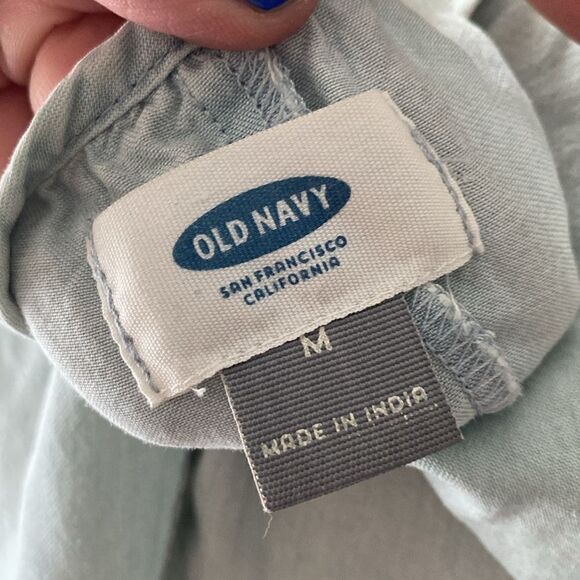 OLD NAVY
SAN FRANCISCO
CALIFORNIA
M
MADE IN INDIA